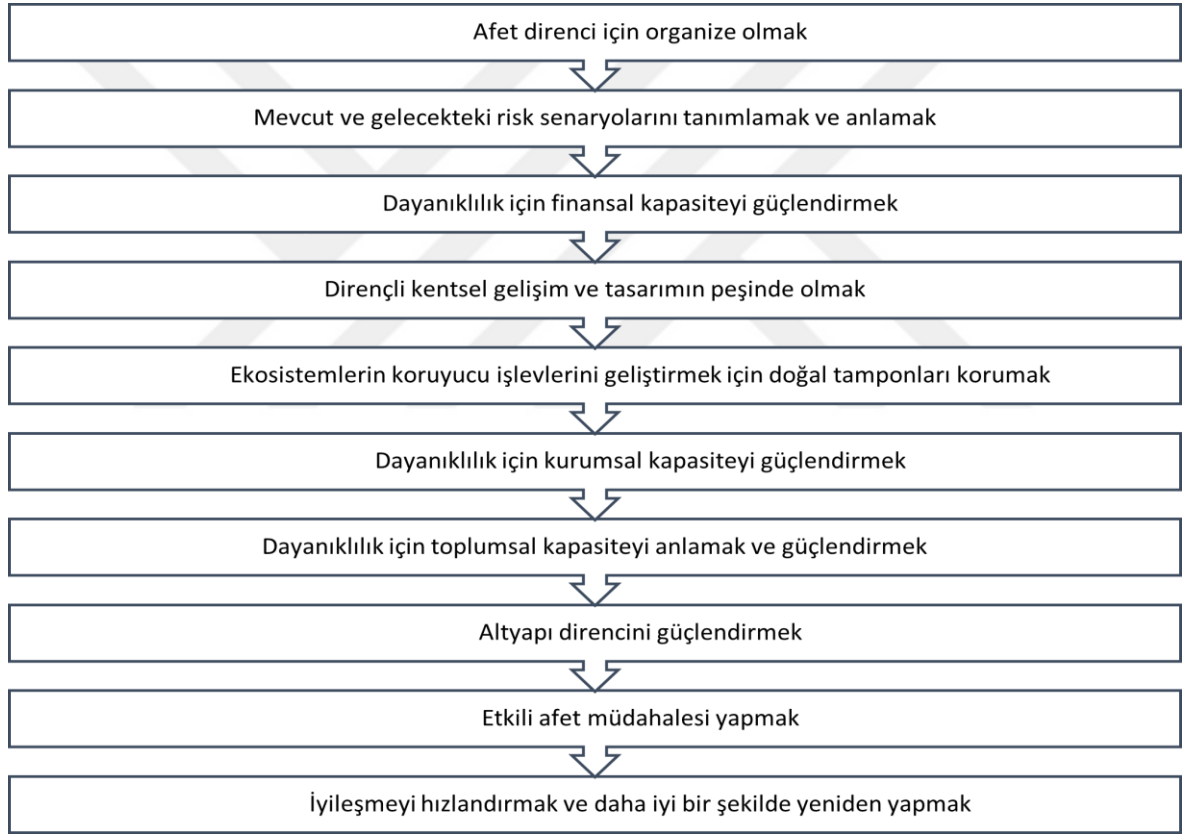 Afet direnci için organize olmak
Mevcut ve gelecekteki risk senaryolarını tanımlamak ve anlamak
Dayanıklılık için finansal kapasiteyi güçlendirmek
Dirençli kentsel gelişim ve tasarımın peşinde olmak
Ekosistemlerin koruyucu işlevlerini geliştirmek için doğal tamponları korumak
Dayanıklılık için kurumsal kapasiteyi güçlendirmek
Dayanıklılık için toplumsal kapasiteyi anlamak ve güçlendirmek
Altyapı direncini güçlendirmek
Etkili afet müdahalesi yapmak
İyileşmeyi hızlandırmak ve daha iyi bir şekilde yeniden yapmak